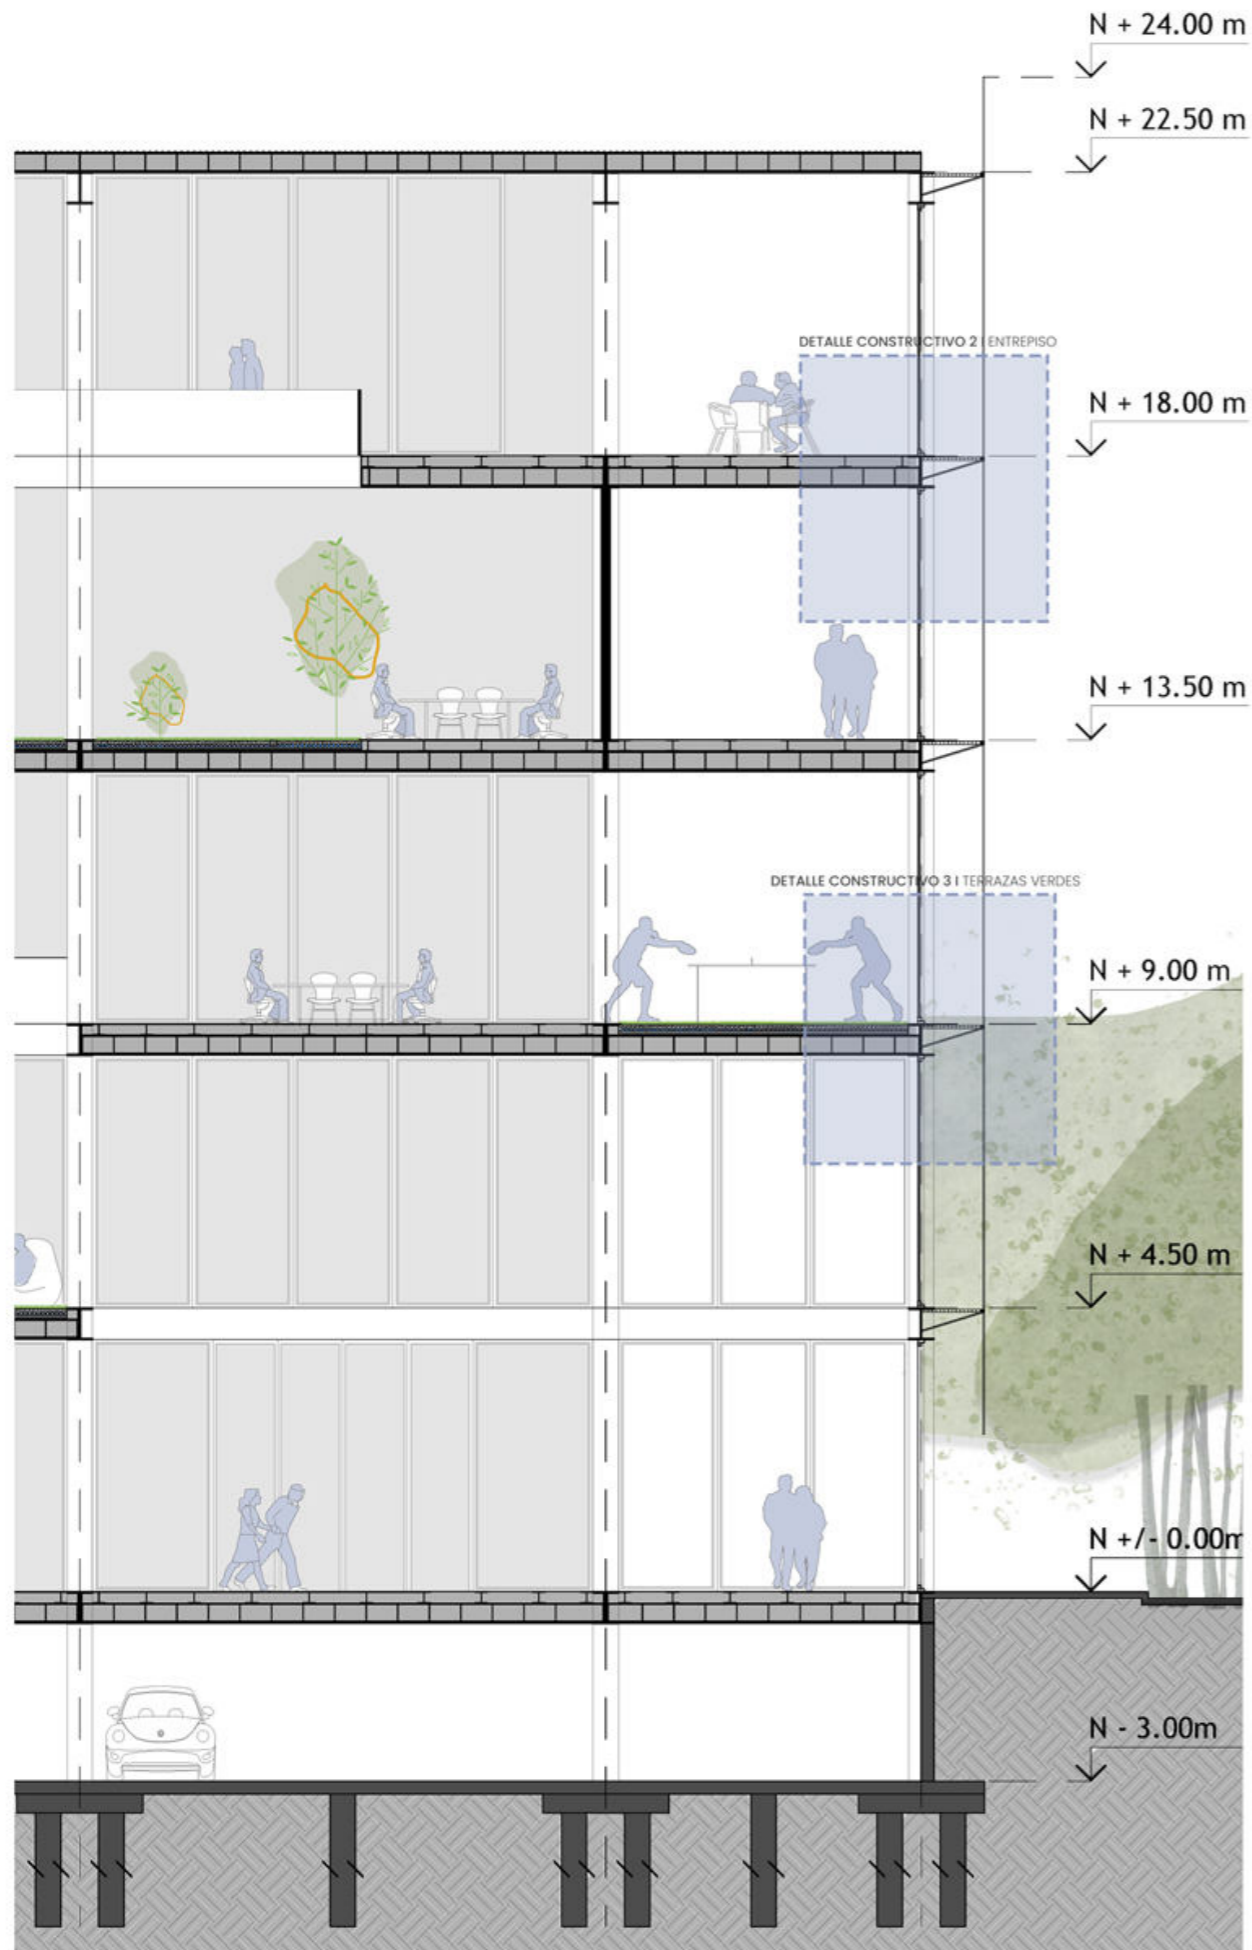 N + 24.00 m
N + 22.50 m
DETALLE CONSTRUCTIVO 2 I ENTREPISO
N + 18.00 m
N + 13.50 m
DETALLE CONSTRUCTIVO 3 I TERRAZAS VERDES
N + 9.00 m
N + 4.50 m
N +/- 0.00m
N - 3.00m